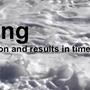 ng
on and results in time